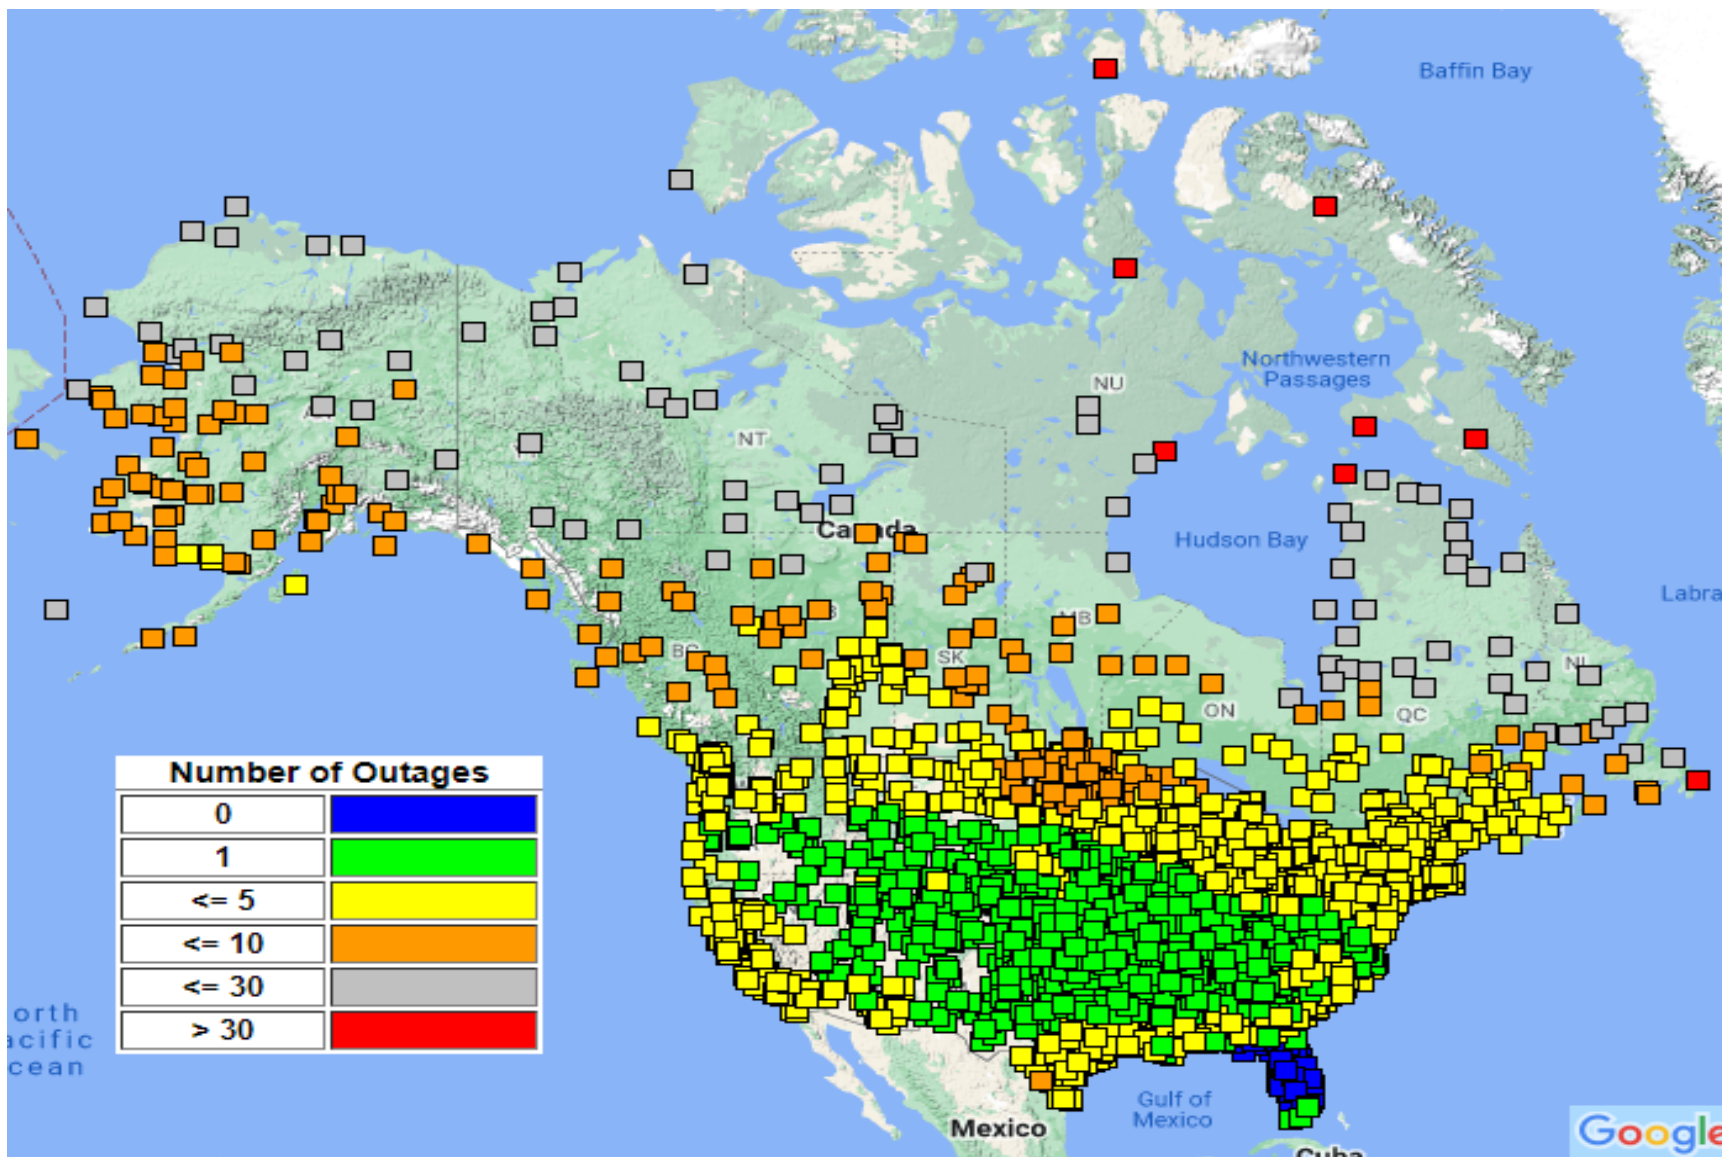 Baffin Bay
Northwestern
Passages
NU
NT
Canada
Hudson Bay
Labra
MB
BC
SK
NL
ON
QC
Number of Outages
0
1
<= 5
<= 10
<= 30
> 30
orth
acific
cean
Gulf of
Mexico
Mexico
Cuba
Google